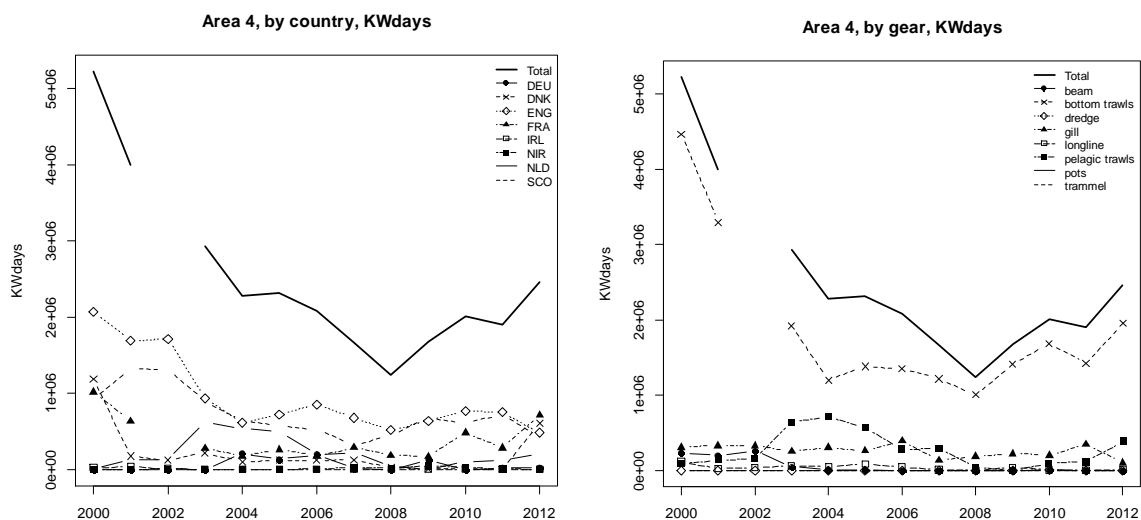 Area 4, by country, KWdays
KWdays
0e+00
1e+06
2e+06
3e+06
4e+06
5e+06
2000 2002 2004 2006 2008 2010 2012
Total
DEU
DNK
ENG
FRA
IRL
NIR
NLD
SCO
Area 4, by gear, KWdays
KWdays
0e+00
1e+06
2e+06
3e+06
4e+06
5e+06
2000 2002 2004 2006 2008 2010 2012
Total
beam
bottom trawls
dredge
gill
longline
pelagic trawls
pots
trammel